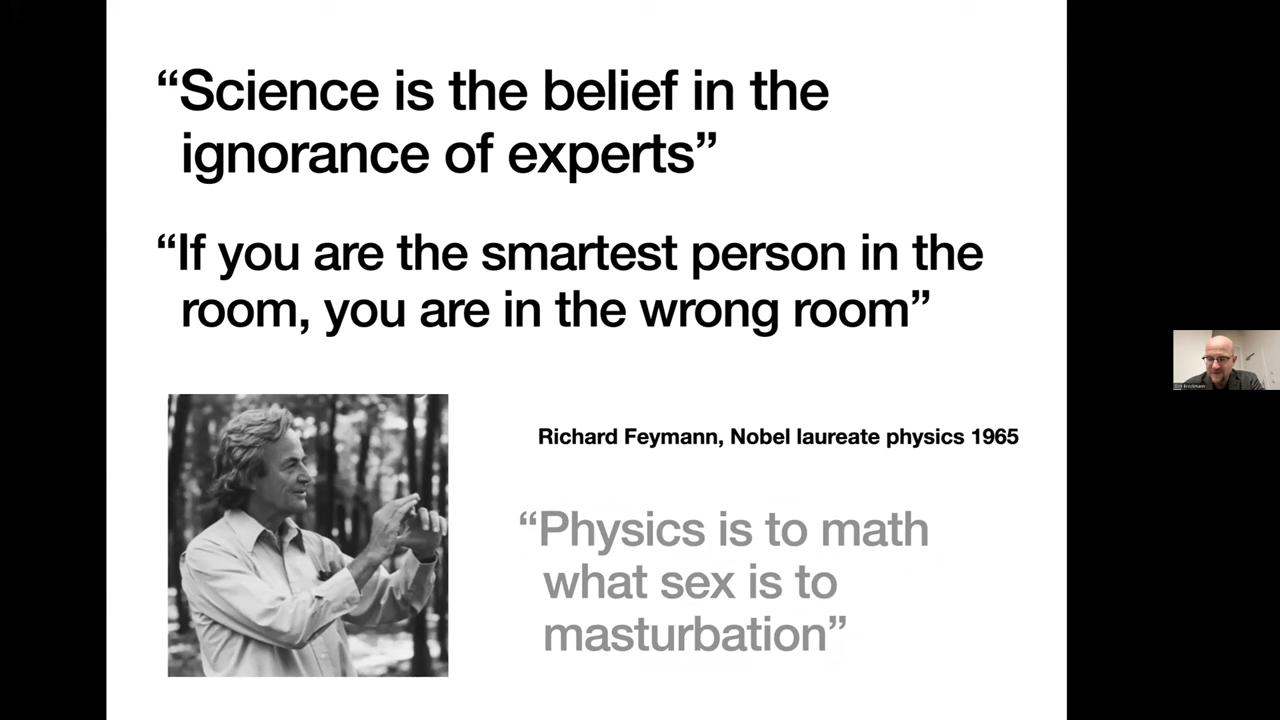 “Science is the belief in the
ignorance of experts”
“If you are the smartest person in the
room, you are in the wrong room”
Richard Feymann, Nobel laureate physics 1965
“Physics is to math
what sex is to
masturbation”
Dirk Brockmann